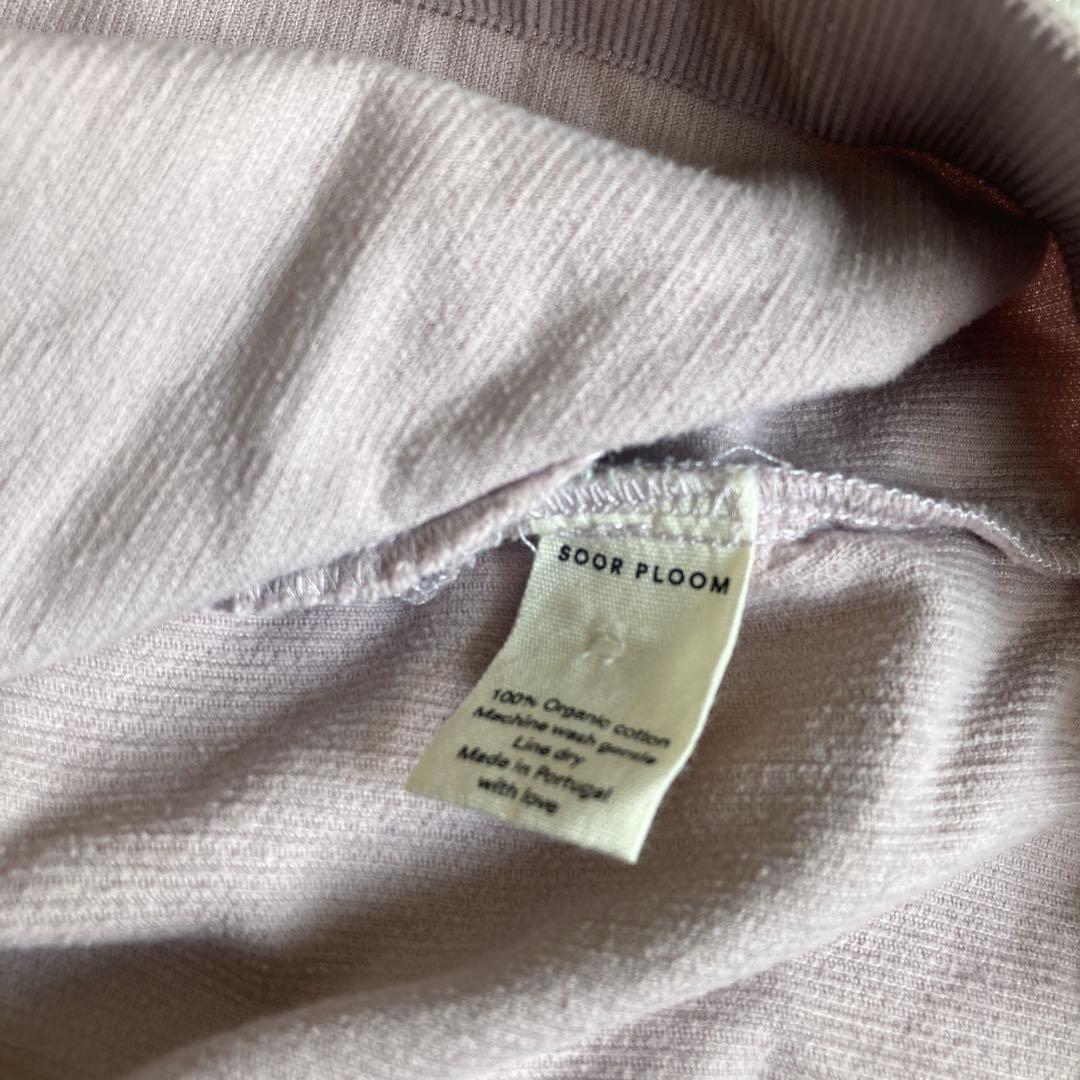 SOOR PLOOM
100% Organic cotton
Machine wash gentle
Line dry
Made in Portugal
with love